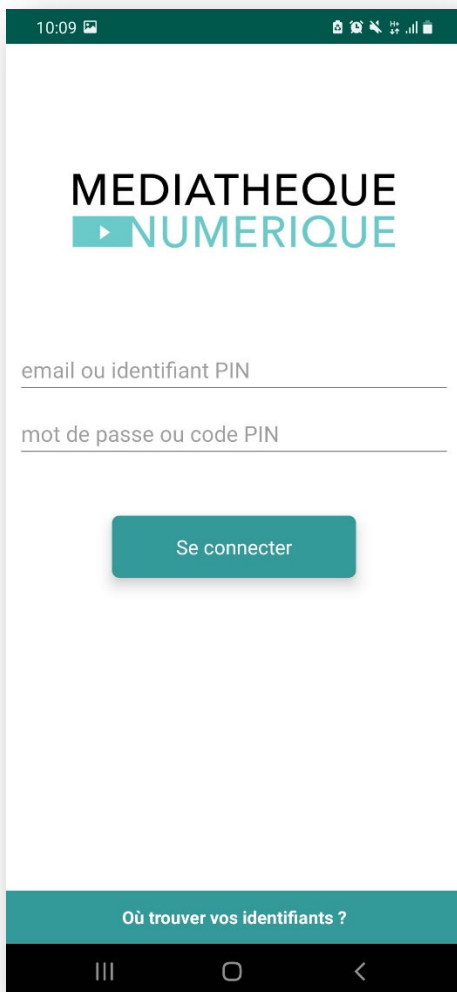 10:09
MEDIATHEQUE
NUMERIQUE
email ou identifiant PIN
mot de passe ou code PIN
Se connecter
Où trouver vos identifiants ?